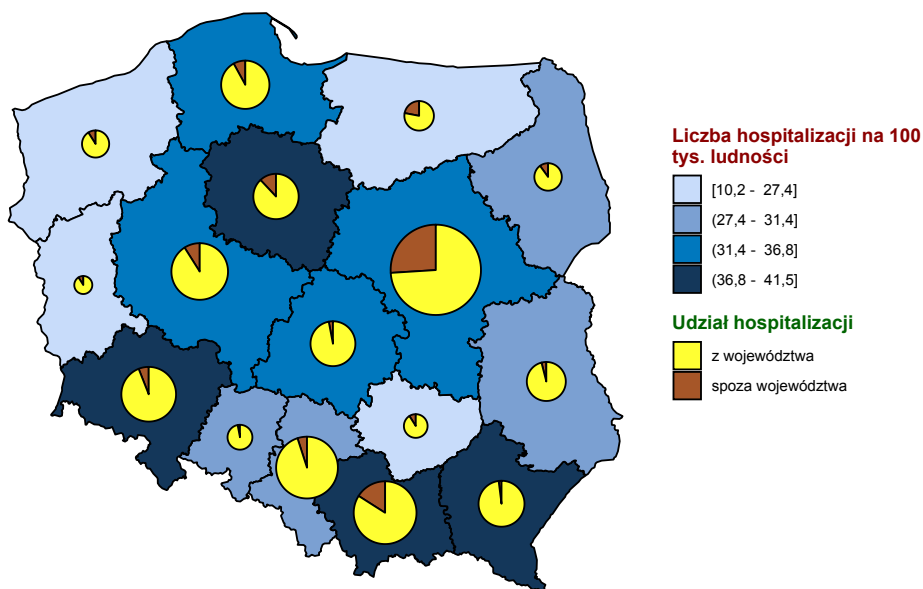 Liczba hospitalizacji na 100
tys. ludności
[10,2 - 27,4]
(27,4 - 31,4]
(31,4 - 36,8]
(36,8 - 41,5]
Udział hospitalizacji
z województwa
spoza województwa